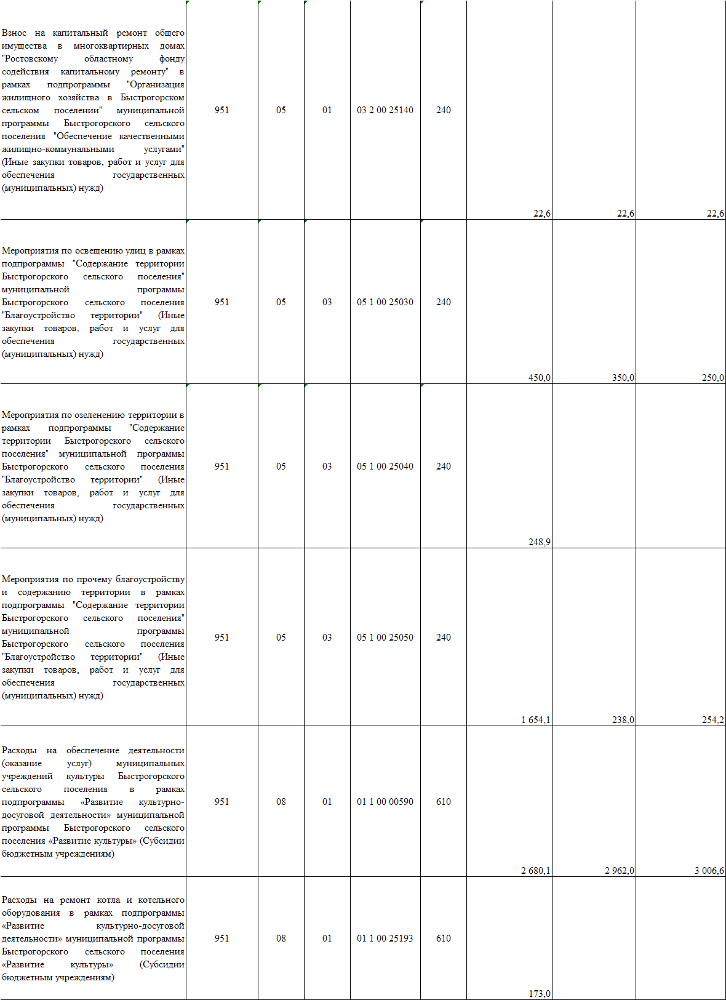 Взнос на капитальный ремонт общего
имущества в многоквартирных домах
"Ростовскому областному фонду
содействия капитальному ремонту" в
рамках подпрограммы "Организация
жилищного хозяйства в Быстрогорском
сельском поселении" муниципальной
программы Быстрогорского сельского
поселения "Обеспечение качественными
жилищно-коммунальными услугами"
(Иные закупки товаров, работ и услуг для
обеспечения государственных
(муниципальных) нужд)
951 05 01 03 2 00 25140 240
22,6 22,6 22,6
Мероприятия по освещению улиц в рамках
подпрограммы "Содержание территории
Быстрогорского сельского поселения"
муниципальной программы
Быстрогорского сельского поселения
"Благоустройство территории" (Иные
закупки товаров, работ и услуг для
обеспечения государственных
(муниципальных) нужд)
951 05 03 05 1 00 25030 240
450,0 350,0 250,0
Мероприятия по озеленению территории в
рамках подпрограммы "Содержание
территории Быстрогорского сельского
поселения" муниципальной программы
Быстрогорского сельского поселения
"Благоустройство территории" (Иные
закупки товаров, работ и услуг для
обеспечения государственных
(муниципальных) нужд)
951 05 03 05 1 00 25040 240
248,9
Мероприятия по прочему благоустройству
и содержанию территории в рамках
подпрограммы "Содержание территории
Быстрогорского сельского поселения"
муниципальной программы
Быстрогорского сельского поселения
"Благоустройство территории" (Иные
закупки товаров, работ и услуг для
обеспечения государственных
(муниципальных) нужд)
951 05 03 05 1 00 25050 240
1 654,1 238,0 254,2
Расходы на обеспечение деятельности
(оказание услуг) муниципальных
учреждений культуры Быстрогорского
сельского поселения в рамках
подпрограммы «Развитие культурно-
досуговой деятельности» муниципальной
программы Быстрогорского сельского
поселения «Развитие культуры» (Субсидии
бюджетным учреждениям)
951 08 01 01 1 00 00590 610
2 680,1 2 962,0 3 006,6
Расходы на ремонт котла и котельного
оборудования в рамках подпрограммы
«Развитие культурно-досуговой
деятельности» муниципальной программы
Быстрогорского сельского поселения
«Развитие культуры» (Субсидии
бюджетным учреждениям)
951 08 01 01 1 00 25193 610
173,0